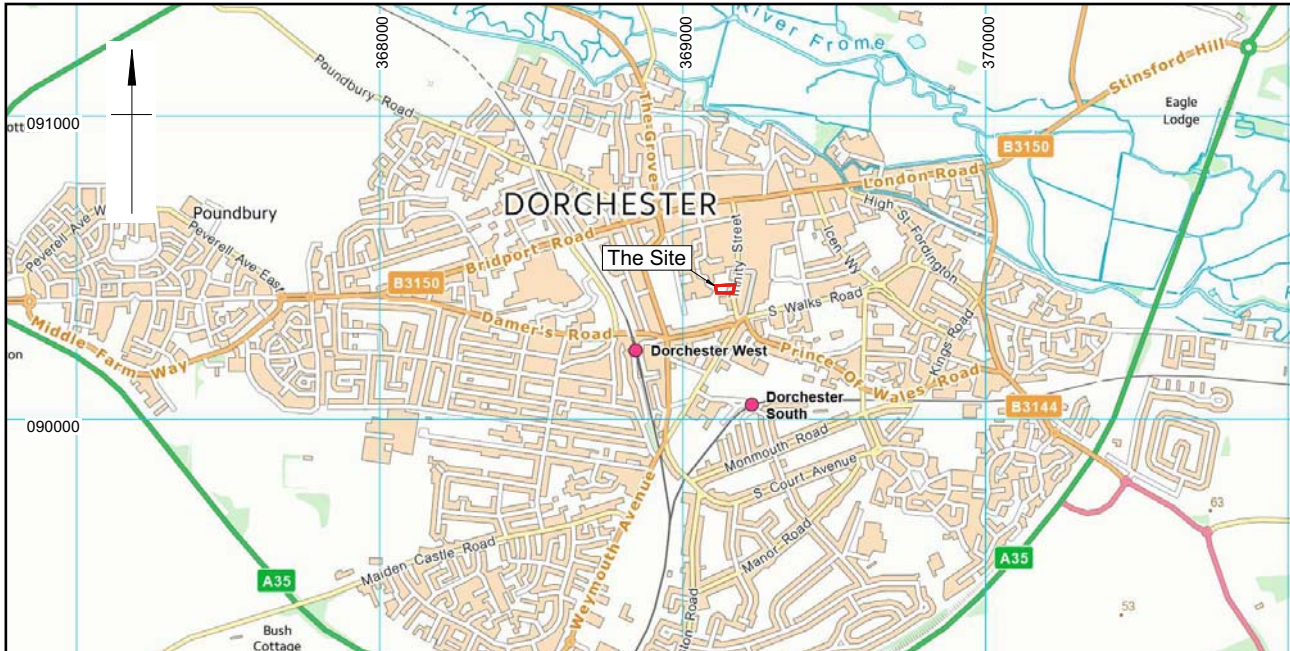 368000
369000
370000
River Frome
Stinsford Hill
Poundbury Road
The Grove
Eagle
Lodge
091000
B3150
London Road
DORCHESTER
High St Fordington
Poundbury
Peverell Ave W
Peverell Ave East
Bridport Road
Icen Wy
Street
The Site
B3150
S Walks Road
Damer's Road
Kings Road
Middle Farm Way
Dorchester West
Prince Of Wales Road
Dorchester
South
B3144
090000
Monmouth Road
S Court Avenue
Weymouth Avenue
Manor Road
Maiden Castle Road
63
A35
A35
53
Bush
Cottage
Road